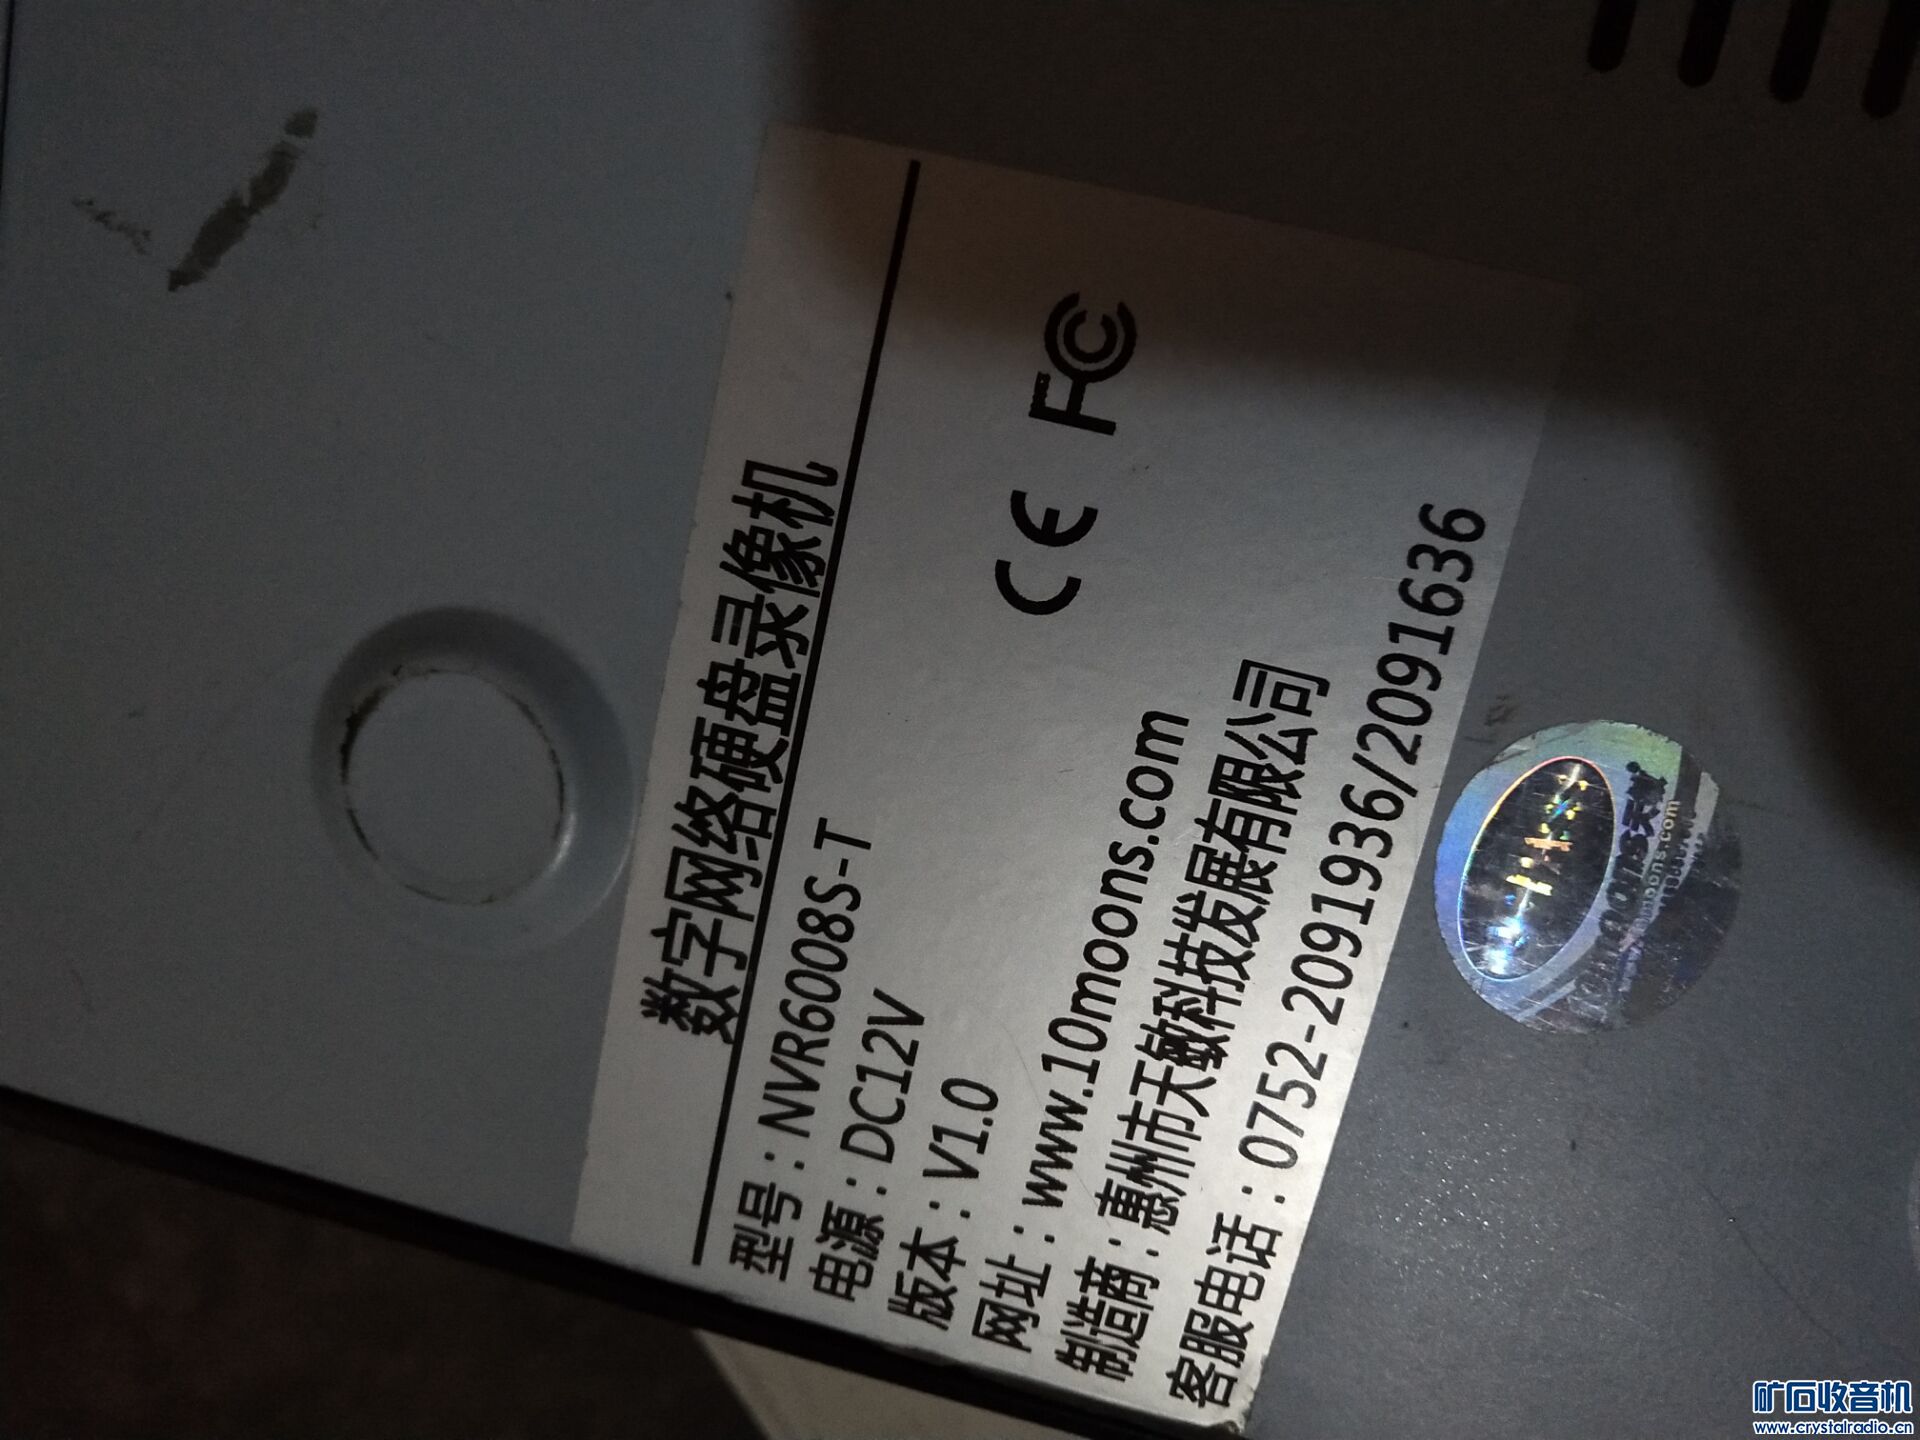 数字网络硬盘录像机
型号：NVR6008S-T
电源：DC12V
版本：V1.0
网址：www.10moons.com
制造商：惠州市天敏科技发展有限公司
客服电话：0752-2091936/2091636
CE FC
矿石收音机
www.crystalradio.cn